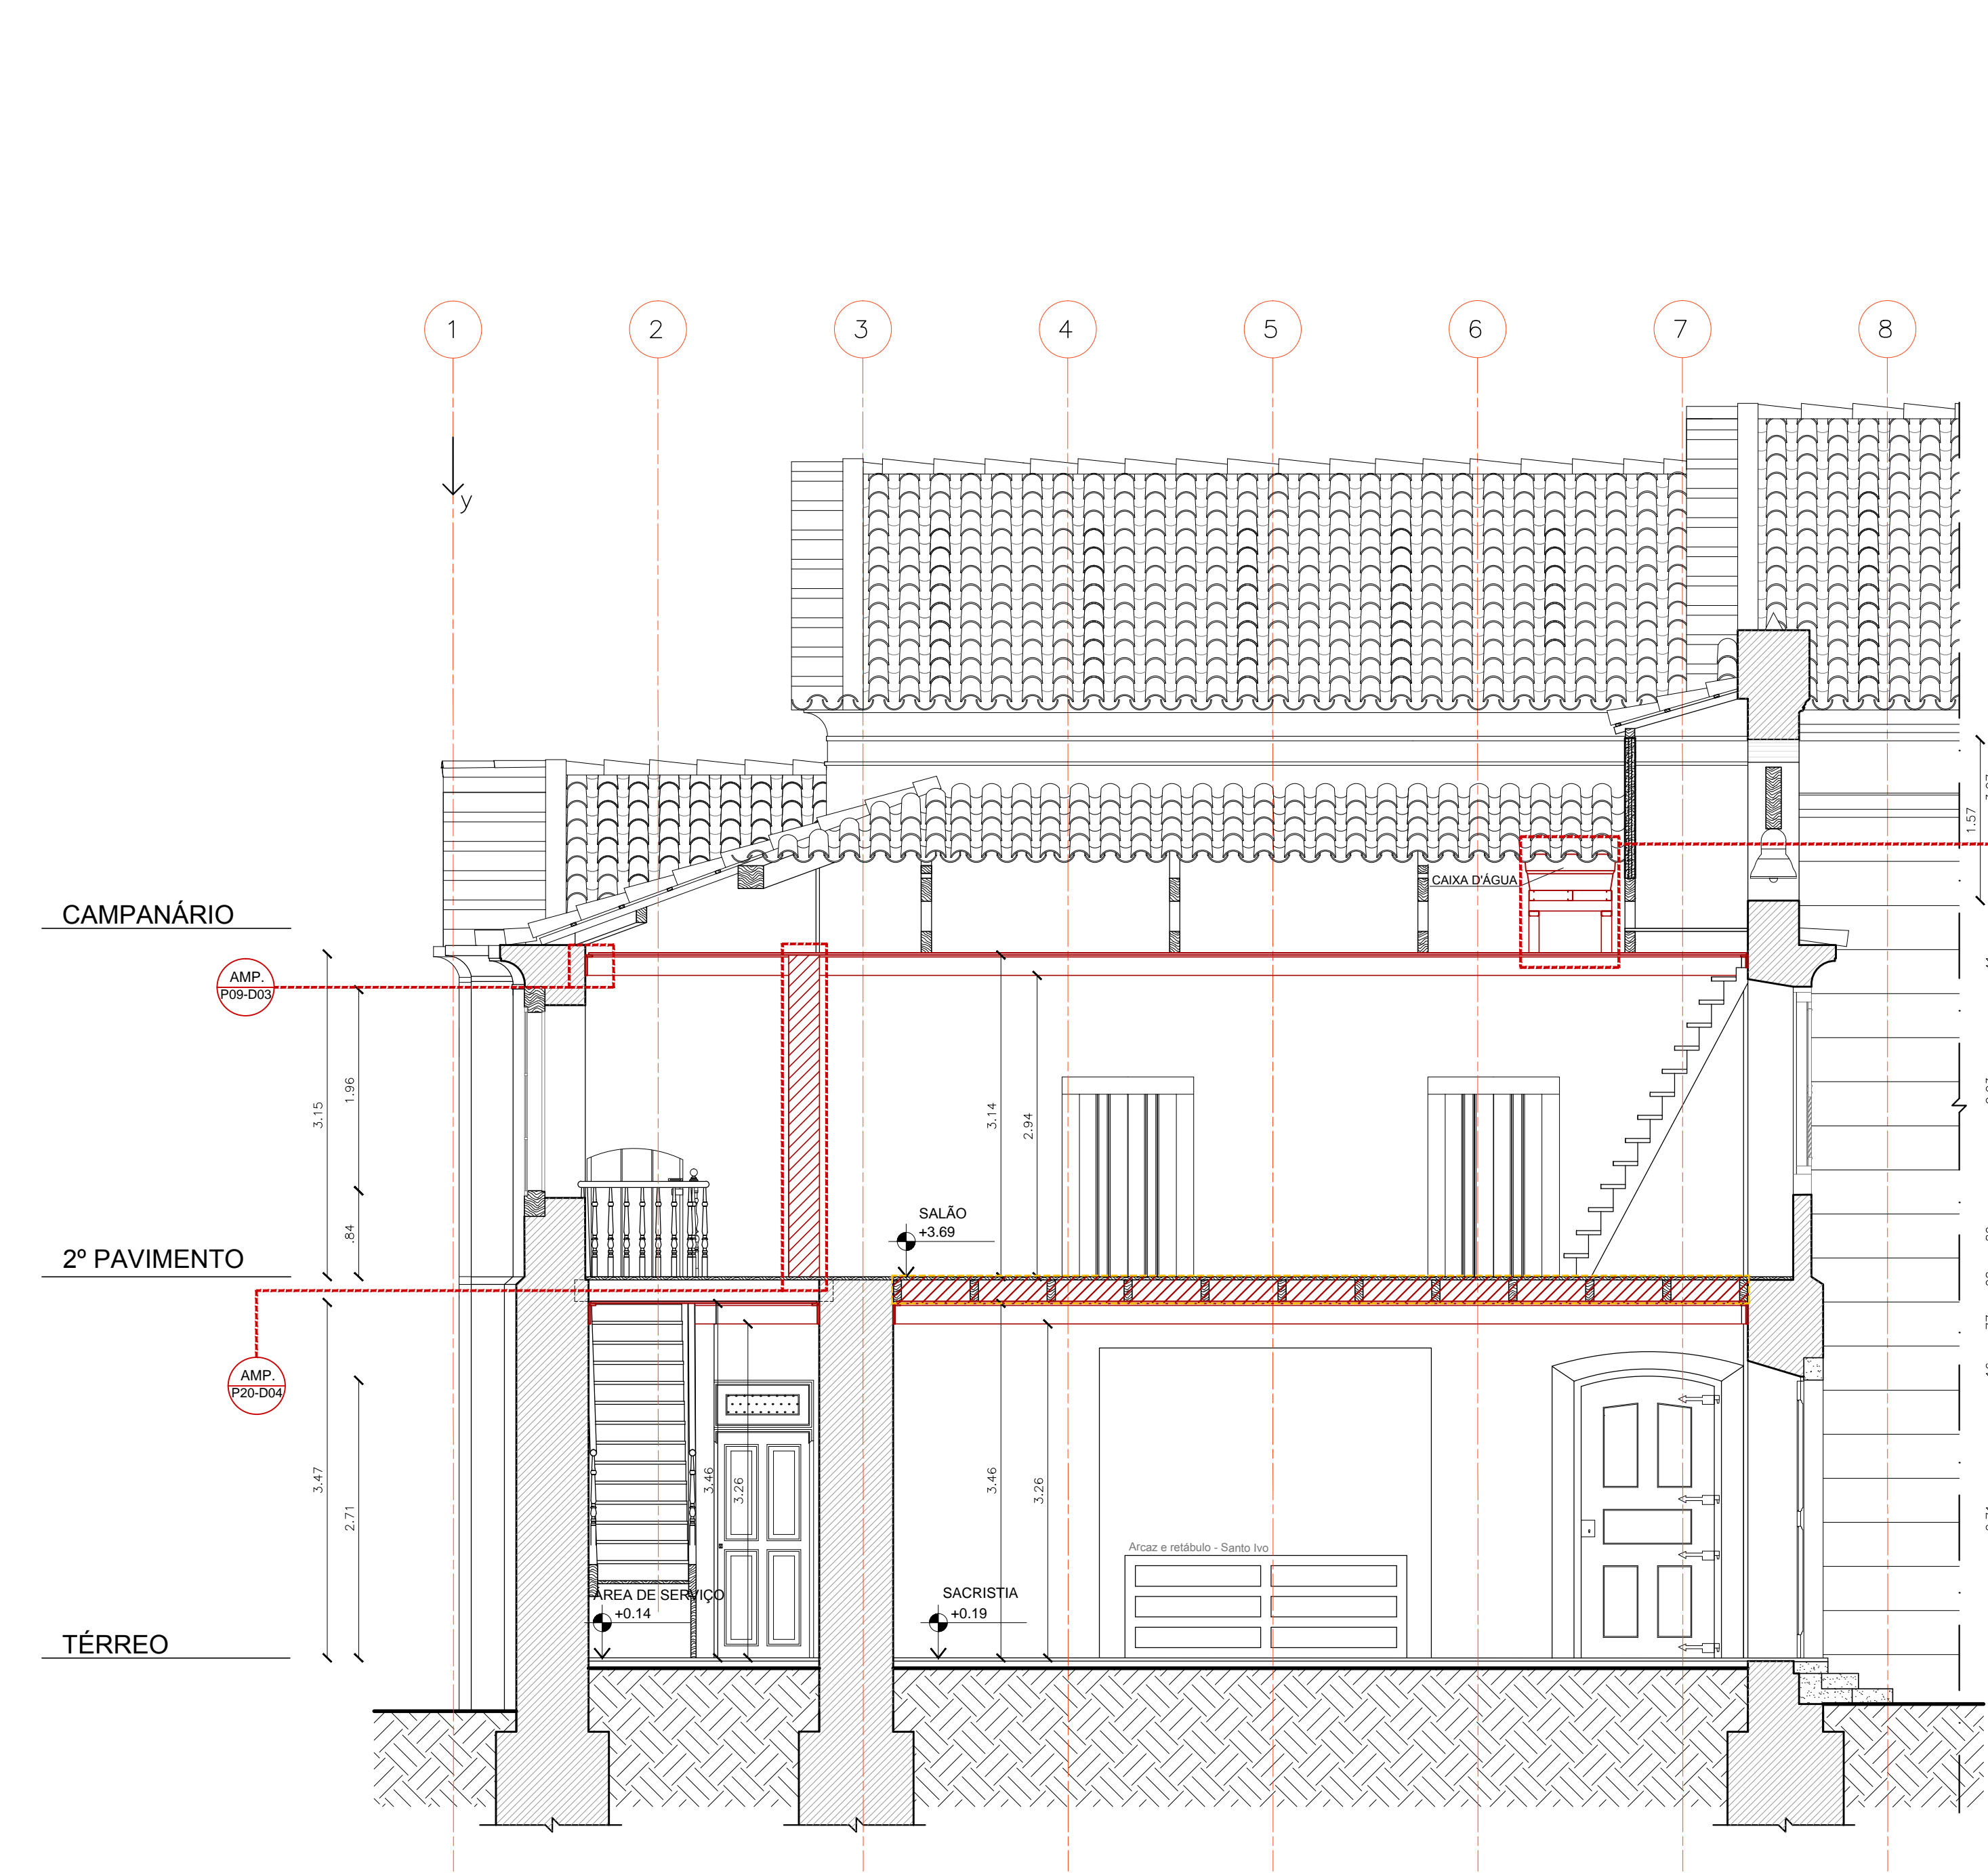 1 2 3 4 5 6 7 8
y
1.57
CAIXA D'ÁGUA
CAMPANÁRIO
AMP.
P09-D03
3.15
1.96
.84
3.14
2.94
SALÃO
+3.69
2º PAVIMENTO
AMP.
P20-D04
3.47
2.71
3.46
3.26
3.46
3.26
Arcaz e retábulo - Santo Ivo
ÁREA DE SERVIÇO
+0.14
SACRISTIA
+0.19
TÉRREO